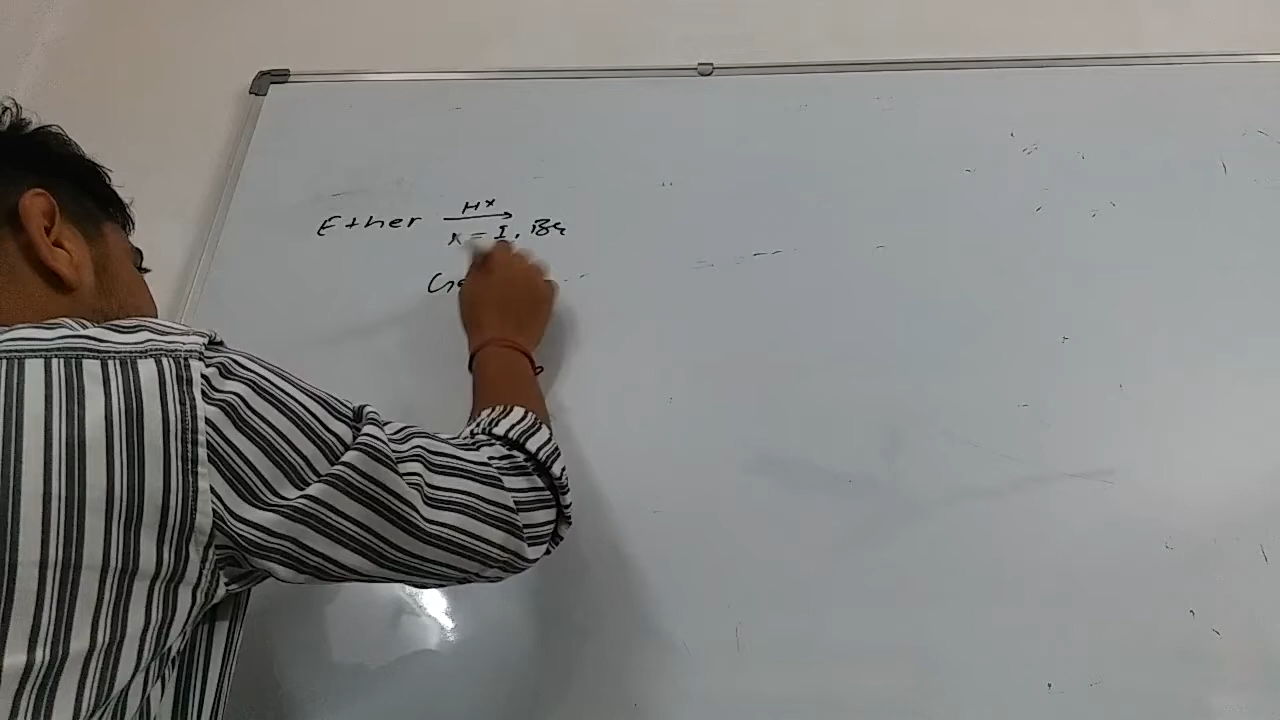 Ether HX
X = I, Br